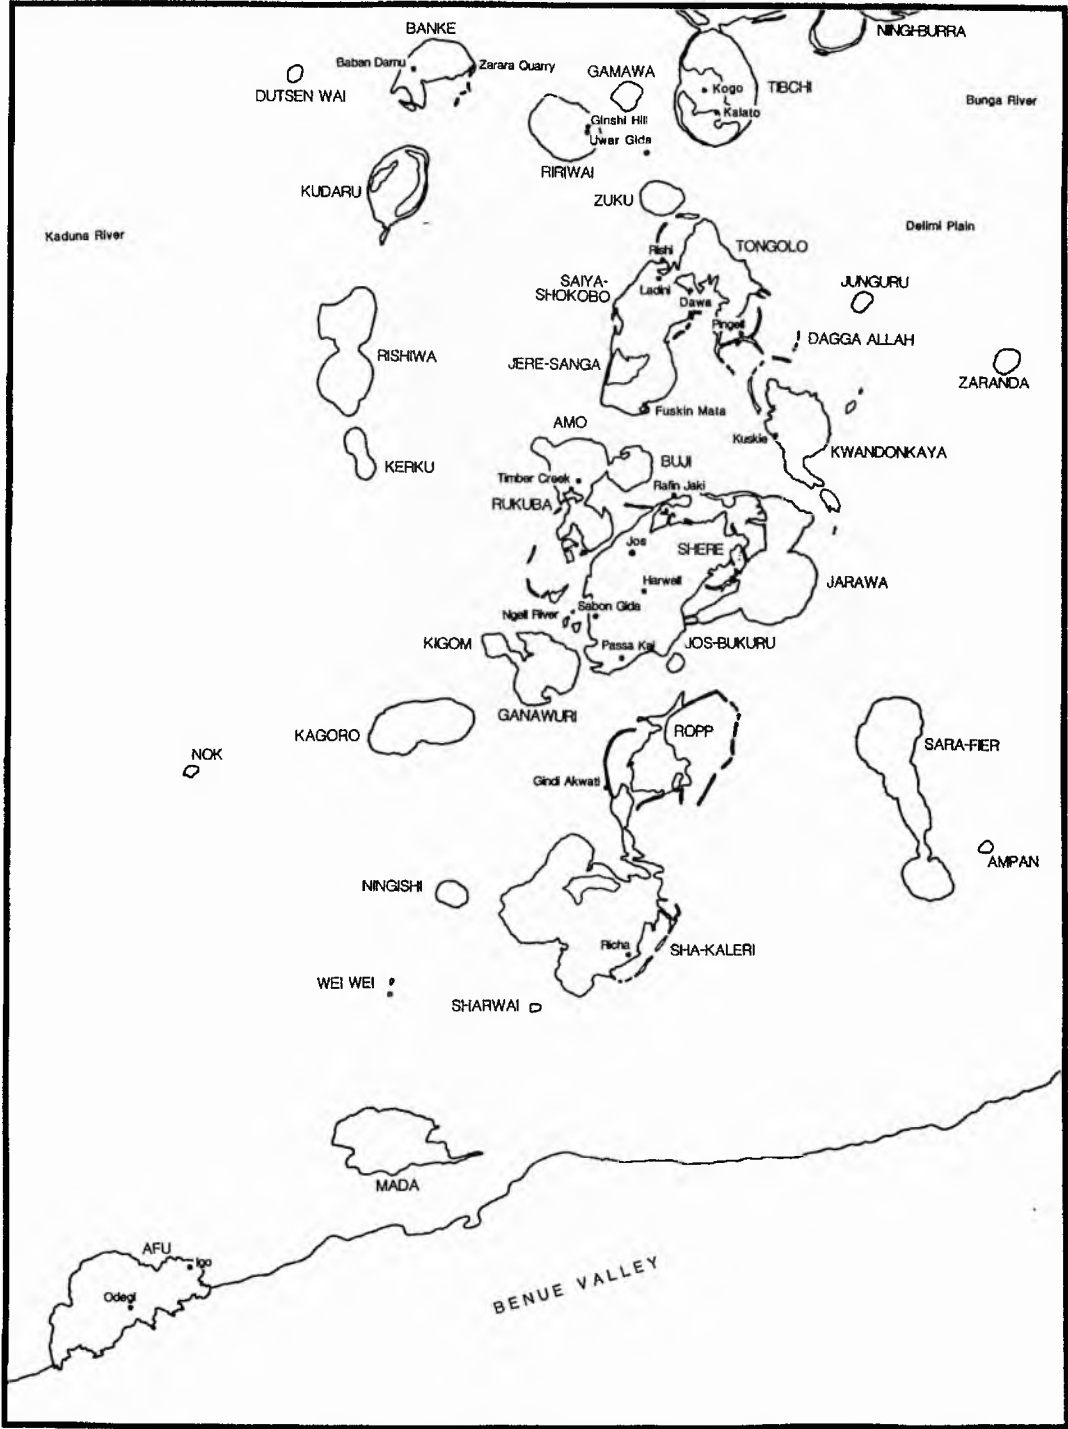 BANKE
NINGI-BURRA
Baban Damu
Zarara Quarry
GAMAWA
DUTSEN WAI
Kogo
TIBCHI
Bunga River
Kalato
Ginshi Hill
Uwar Gida
RIRIWAI
KUDARU
ZUKU
Kaduna River
Delimi Plain
Rishi
TONGOLO
SAIYA-
SHOKOBO
Ladini
JUNGURU
Dawa
Pingell
DAGGA ALLAH
RISHIWA
JERE-SANGA
ZARANDA
Fuskin Mata
AMO
Kuskie
KWANDONKAYA
KERKU
BUJI
Timber Creek
Rafin Jaki
RUKUBA
Jos
SHERE
Harwell
JARAWA
Sabon Gida
Ngell River
KIGOM
Passa Kai
JOS-BUKURU
GANAWURI
KAGORO
ROPP
SARA-FIER
NOK
Gindi Akwati
AMPAN
NINGISHI
Richa
SHA-KALERI
WEI WEI
SHARWAI
MADA
AFU
Igo
Odegi
BENUE VALLEY